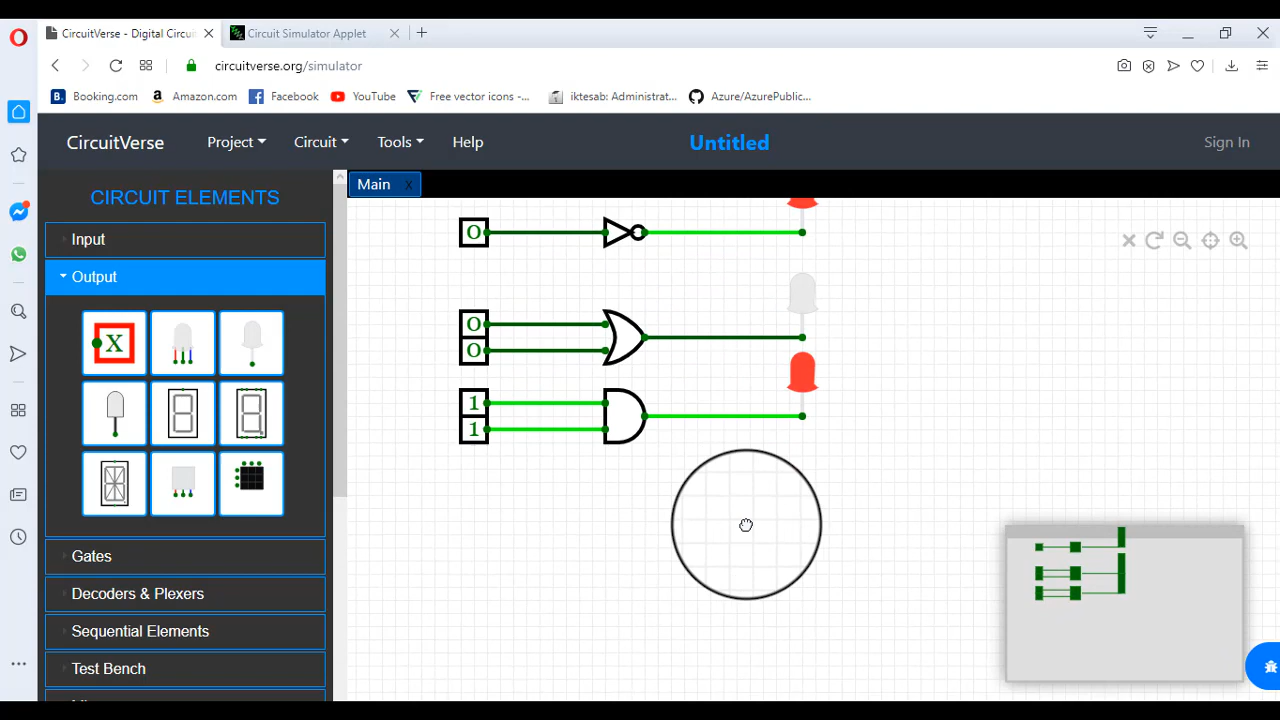 CircuitVerse - Digital Circui
Circuit Simulator Applet
circuitverse.org/simulator
B. Booking.com
a Amazon.com
Facebook
YouTube
Free vector icons -...
iktesab: Administrat...
Azure/AzurePublic...
CircuitVerse
Project
Circuit
Tools
Help
Untitled
Sign In
CIRCUIT ELEMENTS
Main x
Input
Output
X
Gates
Decoders & Plexers
Sequential Elements
Test Bench
0
0
0
1
1